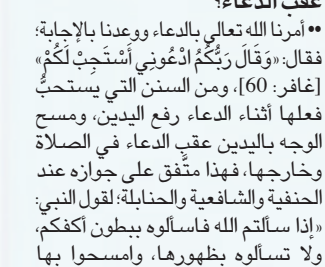 عقب الدعاء؟
•• أمرنا الله تعالى بالدعاء ووعدنا بالإجابة؛
فقال: «وَقَالَ رَبُّكُمُ ادْعُونِي أَسْتَجِبْ لَكُمْ»
[غافر: 60]، ومن السنن التي يستحبُّ
فعلها أثناء الدعاء رفع اليدين، ومسح
الوجه باليدين عقب الدعاء في الصلاة
وخارجها، فهذا متَّفق على جوازه عند
الحنفية والشافعية والحنابلة؛ لقول النبي:
«إذا سألتم الله فاسألوه ببطون أكفكم،
ولا تسألوه بظهورها، وامسحوا بها